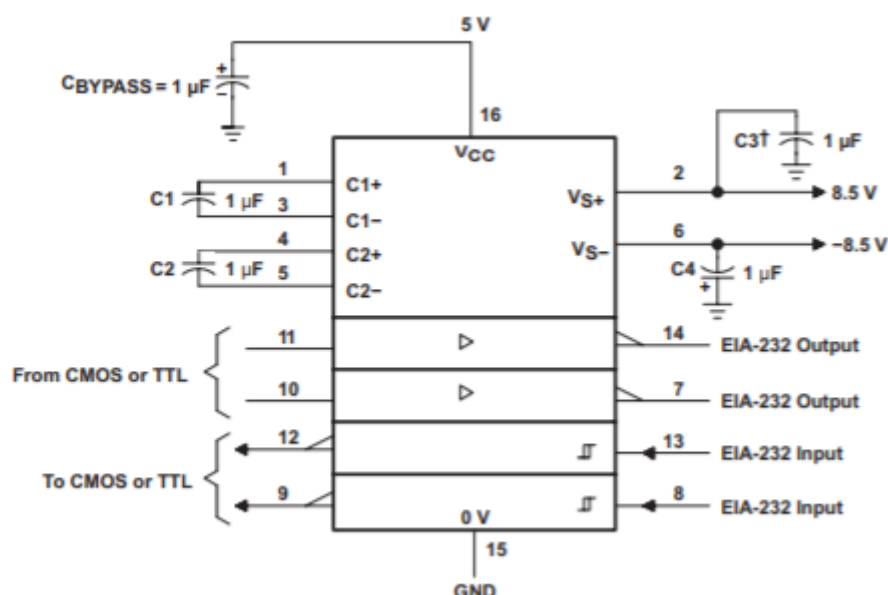 5 V
CBYPASS = 1 µF
+
−
16
VCC
C3† 1 µF
1
C1+
2
C1 1 µF
VS+
8.5 V
3
C1−
4
C2+
6
VS−
−8.5 V
C2 1 µF
5
C2−
C4 1 µF
+
11
14
EIA-232 Output
From CMOS or TTL
10
7
EIA-232 Output
12
13
EIA-232 Input
To CMOS or TTL
9
8
EIA-232 Input
0 V
15
GND